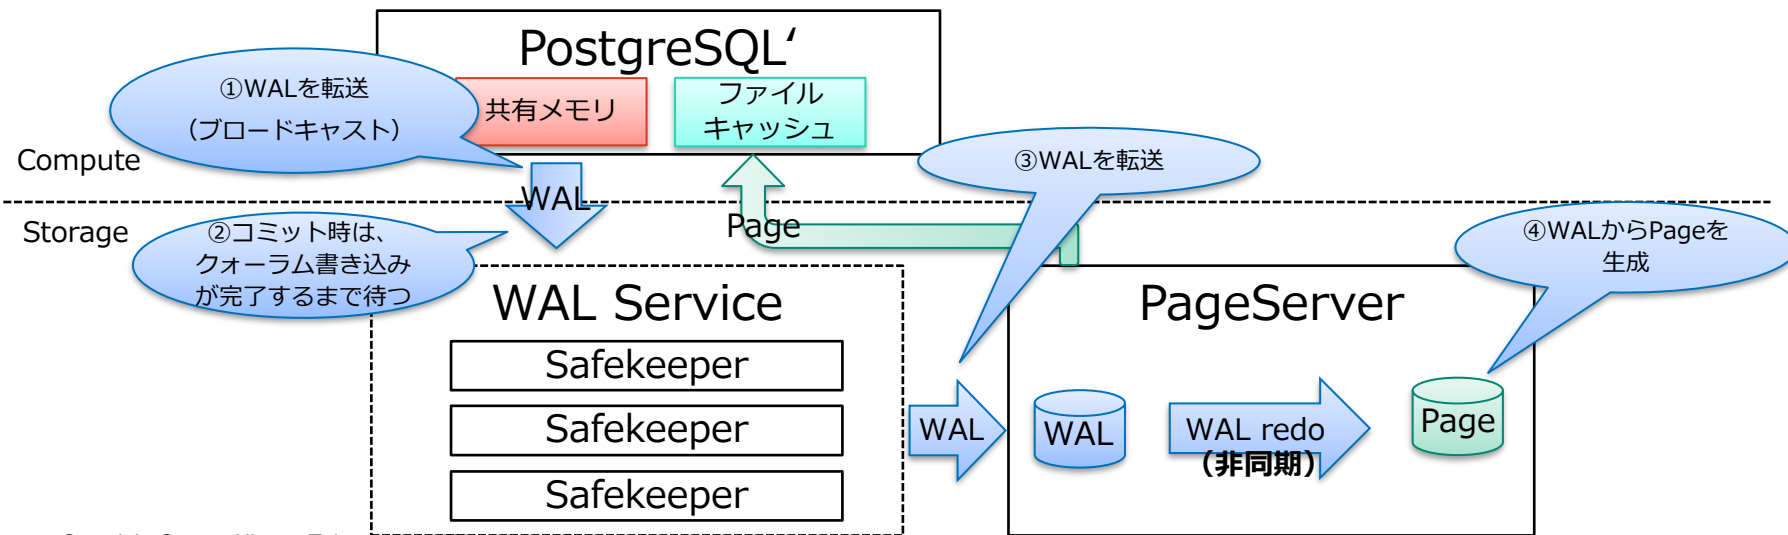 PostgreSQL‘
①WALを転送
（ブロードキャスト）
共有メモリ
ファイル
キャッシュ
Compute
③WALを転送
WAL
Storage
②コミット時は、
クォーラム書き込み
が完了するまで待つ
Page
④WALからPageを
生成
WAL Service
PageServer
Safekeeper
Safekeeper
Safekeeper
WAL
WAL
WAL redo
（非同期）
Page